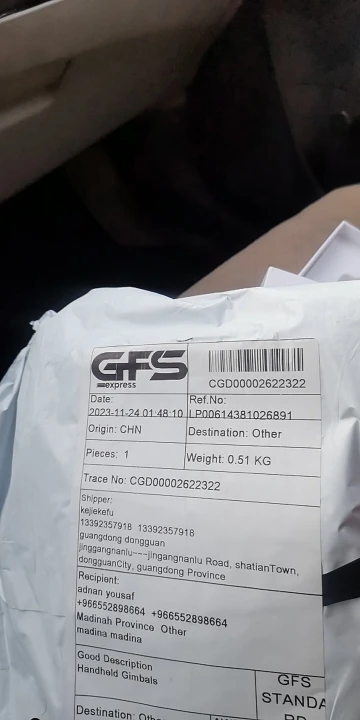 GFS
express
CGD00002622322
Date:
2023-11-24 01:48:10
Ref.No:
LP00614381026891
Origin: CHN
Destination: Other
Pieces: 1
Weight: 0.51 KG
Trace No: CGD00002622322
Shipper:
kejiekefu
13392357918 13392357918
guangdong dongguan
jinggangnanlu~~~jingangnanlu Road, shatianTown,
dongguanCity, guangdong Province
Recipient:
adnan yousaf
+966552898664 +966552898664
Madinah Province Other
madina madina
Good Description
Handheld Gimbals
GFS
STANDA
Destination: Othe